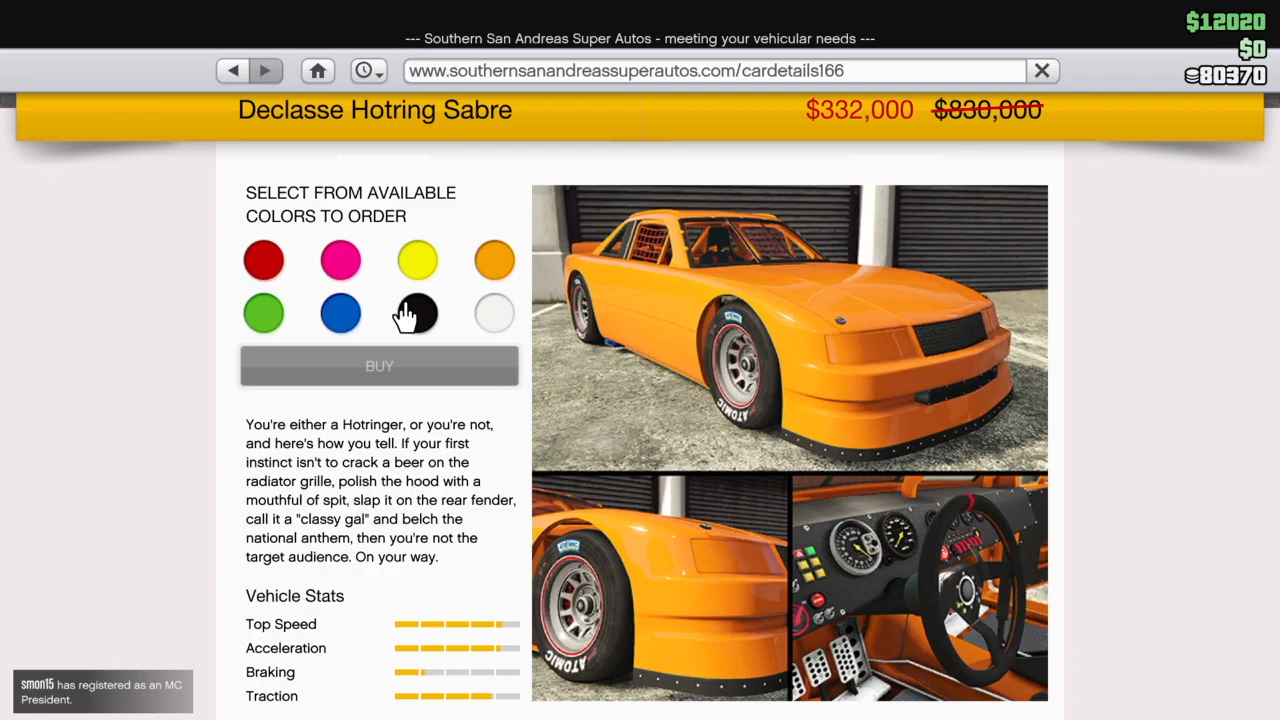 $12020
--- Southern San Andreas Super Autos - meeting your vehicular needs ---
$0
www.southernsanandreassuperautos.com/cardetails166
80370
Declasse Hotring Sabre
$332,000 $830,000
SELECT FROM AVAILABLE
COLORS TO ORDER
BUY
You're either a Hotringer, or you're not,
and here's how you tell. If your first
instinct isn't to crack a beer on the
radiator grille, polish the hood with a
mouthful of spit, slap it on the rear fender,
call it a "classy gal" and belch the
national anthem, then you're not the
target audience. On your way.
Vehicle Stats
Top Speed
Acceleration
Braking
Traction
ATOMIC
ATOMIC
ATOMIC
ATOMIC
smon15 has registered as an MC
President.